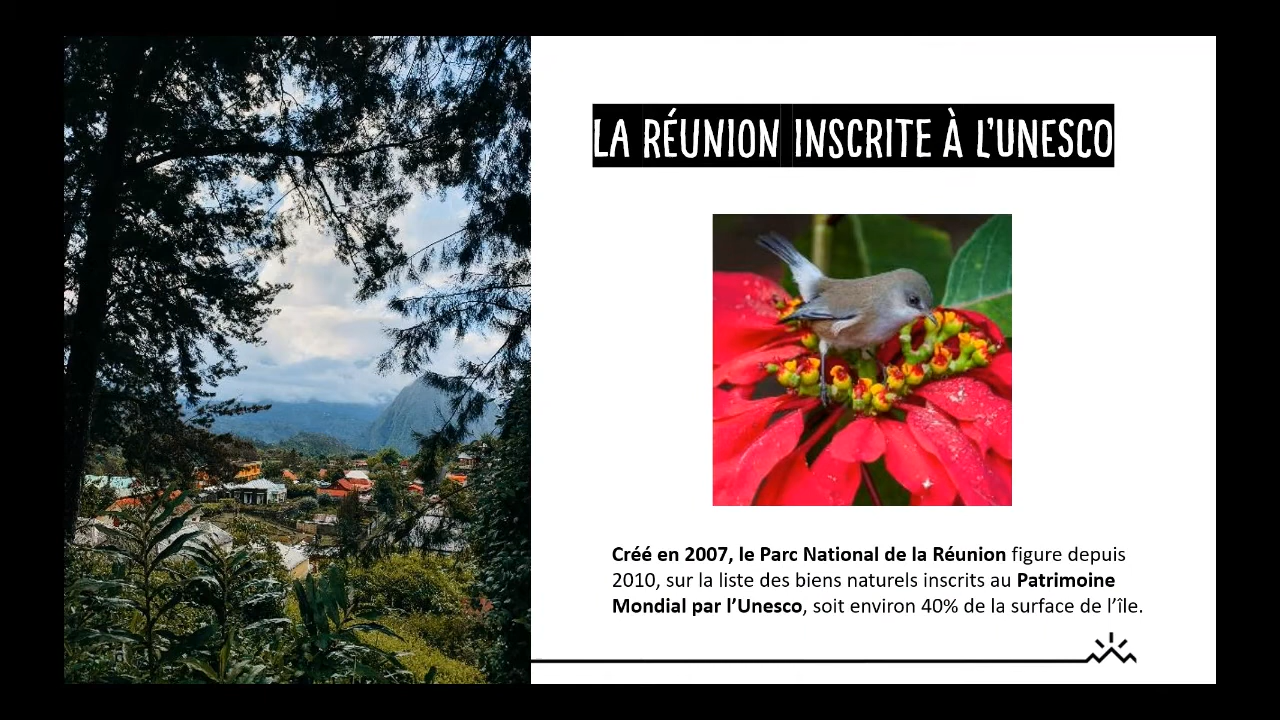 LA RÉUNION INSCRITE À L'UNESCO
Créé en 2007, le Parc National de la Réunion figure depuis
2010, sur la liste des biens naturels inscrits au Patrimoine
Mondial par l'Unesco, soit environ 40% de la surface de l'île.